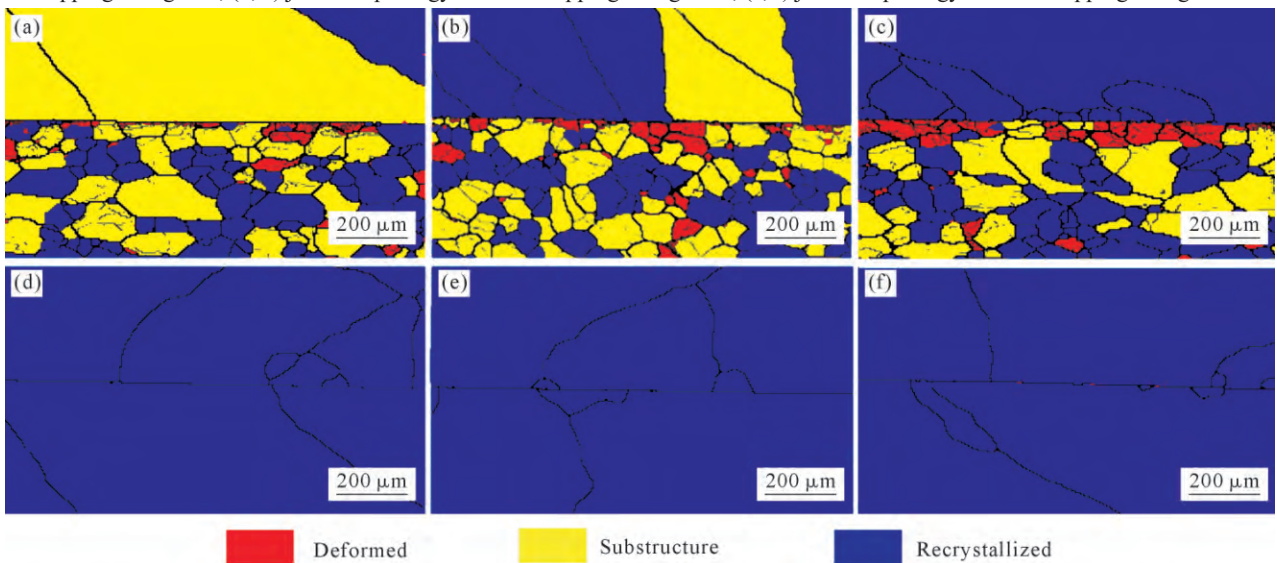 (a) (b) (c)
200 μm 200 μm 200 μm
(d) (e) (f)
200 μm 200 μm 200 μm
Deformed Substructure Recrystallized